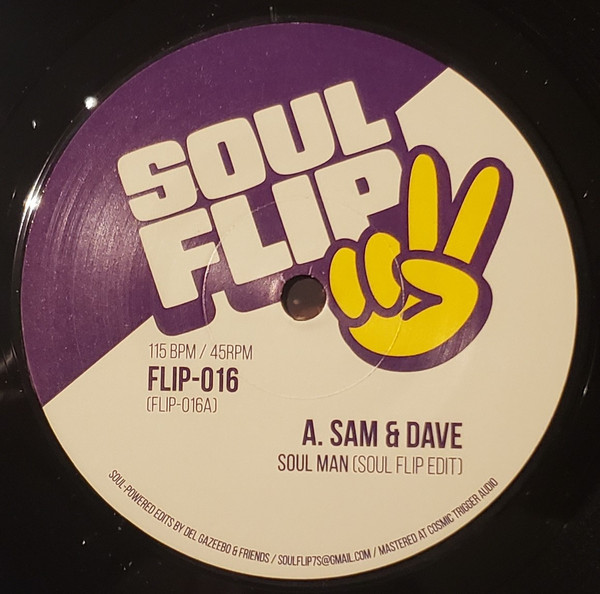 SOUL
FLIP
115 BPM / 45RPM
FLIP-016
(FLIP-016A)
A. SAM & DAVE
SOUL MAN (SOUL FLIP EDIT)
SOUL-POWERED EDITS BY DEL GAZEEBO & FRIENDS / SOULFLIP7S@GMAIL.COM / MASTERED AT COSMIC TRIGGER AUDIO